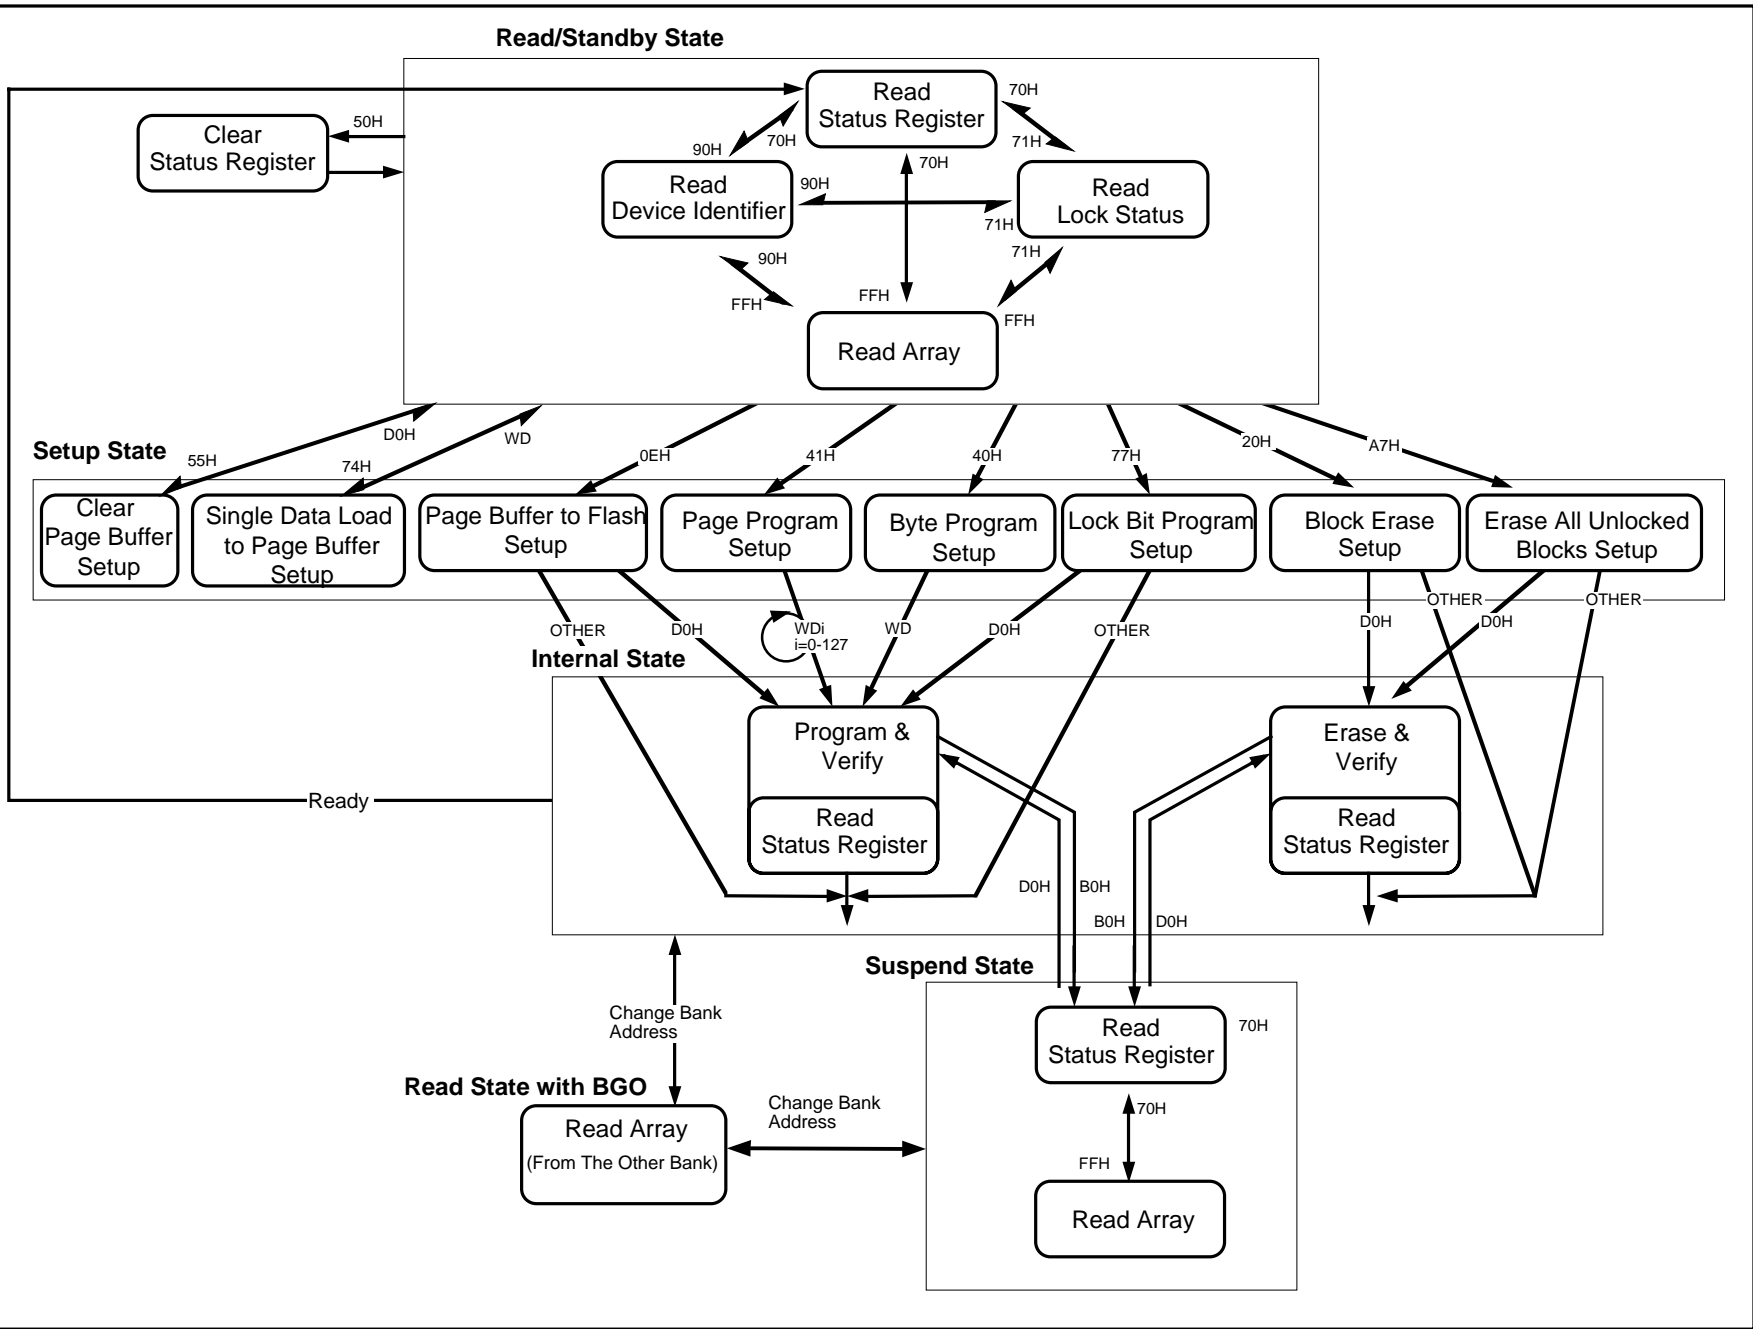 Read/Standby State
Read
Status Register
70H
50H
Clear
Status Register
90H
70H
71H
70H
Read
Device Identifier
90H
71H
Read
Lock Status
90H
71H
FFH
FFH
FFH
Read Array
Setup State
55H
D0H
74H
WD
0EH
41H
40H
77H
20H
A7H
Clear
Page Buffer
Setup
Single Data Load
to Page Buffer
Setup
Page Buffer to Flash
Setup
Page Program
Setup
Byte Program
Setup
Lock Bit Program
Setup
Block Erase
Setup
Erase All Unlocked
Blocks Setup
OTHER
D0H
WDi
i=0-127
WD
D0H
OTHER
D0H
OTHER
D0H
OTHER
Internal State
Program &
Verify
Read
Status Register
Erase &
Verify
Read
Status Register
Ready
D0H
B0H
B0H
D0H
Suspend State
Change Bank
Address
Read
Status Register
70H
Read State with BGO
Read Array
(From The Other Bank)
Change Bank
Address
70H
FFH
Read Array